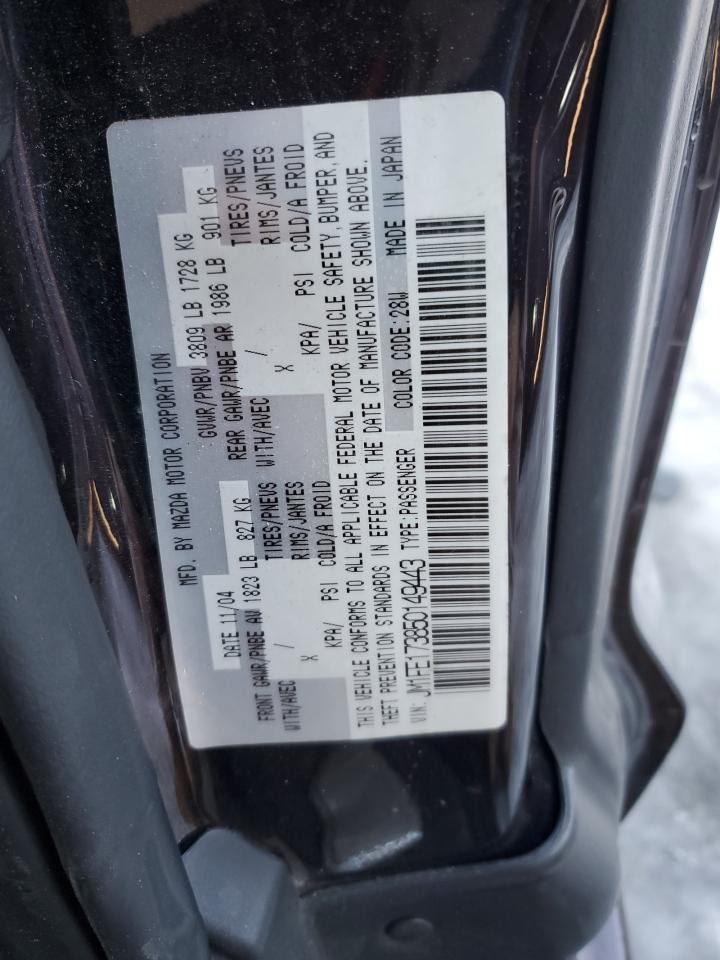 MFD. BY MAZDA MOTOR CORPORATION
DATE 11/04 GVWR/PNBV 3809 LB 1728 KG
FRONT GAWR/PNBE AV 1823 LB 827 KG REAR GAWR/PNBE AR 1986 LB 901 KG
WITH/AVEC / TIRES/PNEUS WITH/AVEC / TIRES/PNEUS
X RIMS/JANTES X RIMS/JANTES
KPA/ PSI COLD/A FROID KPA/ PSI COLD/A FROID
THIS VEHICLE CONFORMS TO ALL APPLICABLE FEDERAL MOTOR VEHICLE SAFETY, BUMPER, AND
THEFT PREVENTION STANDARDS IN EFFECT ON THE DATE OF MANUFACTURE SHOWN ABOVE.
VIN: JM1FE173850149443 TYPE:PASSENGER COLOR CODE:28W MADE IN JAPAN